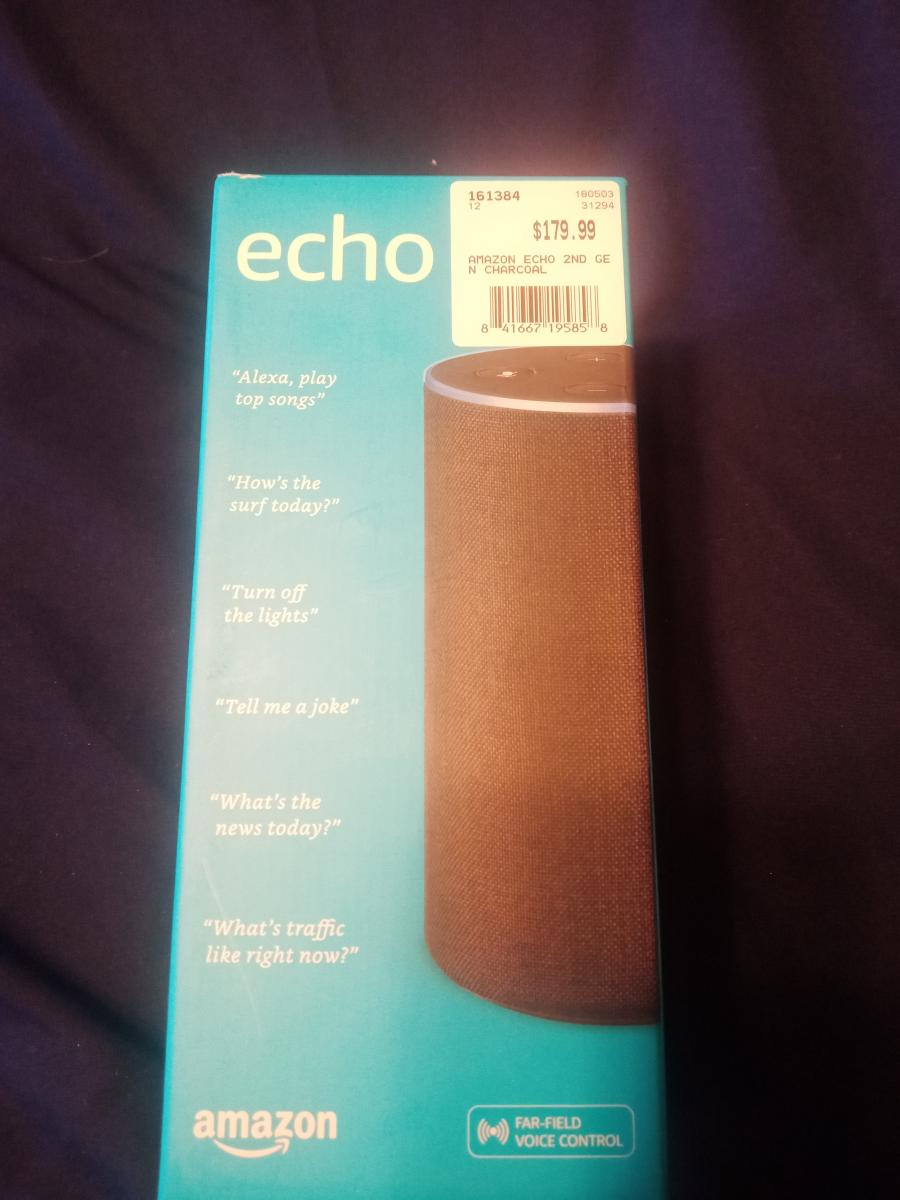 echo
161384 180503
12 31294
$179.99
AMAZON ECHO 2ND GE
N CHARCOAL
8 41667 19585 8
“Alexa, play
top songs”
“How’s the
surf today?”
“Turn off
the lights”
“Tell me a joke”
“What’s the
news today?”
“What’s traffic
like right now?”
amazon
FAR-FIELD
VOICE CONTROL